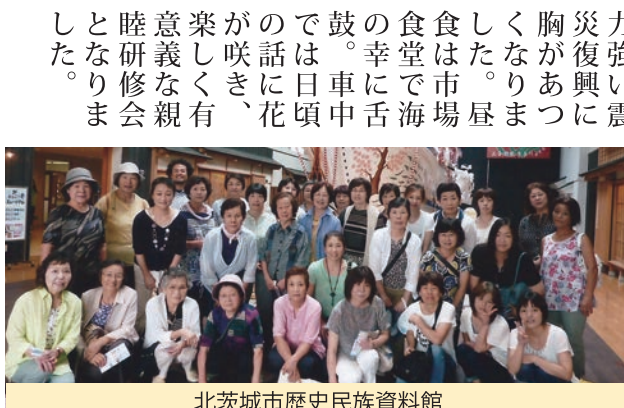 力強い震
災復興に
胸があつ
くなりま
した。昼
食は市場
食堂で海
の幸に舌
鼓。車中
では日頃
の話に花
が咲き、
楽しく有
意義な親
睦研修会
となりま
した。
北茨城市歴史民族資料館